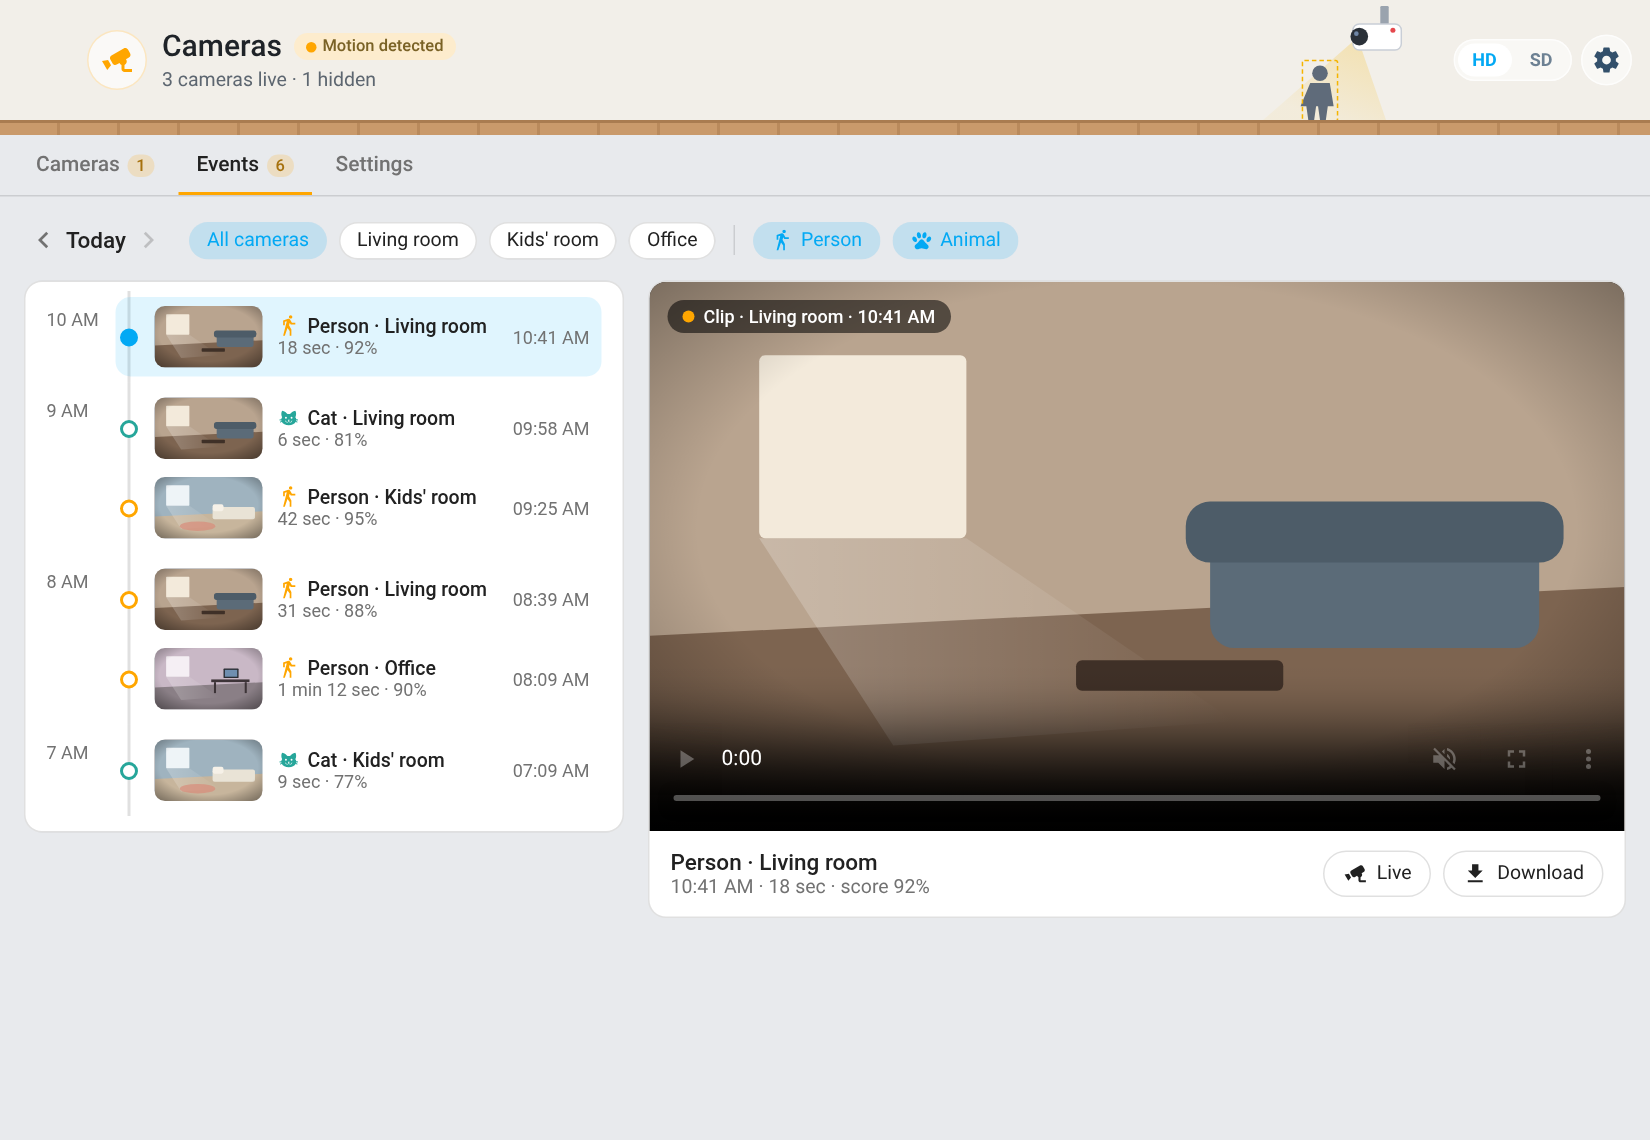 Cameras
Motion detected
3 cameras live · 1 hidden
HD
SD
Cameras 1
Events 6
Settings
Today
All cameras
Living room
Kids' room
Office
Person
Animal
10 AM
Person · Living room
18 sec · 92%
10:41 AM
9 AM
Cat · Living room
6 sec · 81%
09:58 AM
Person · Kids' room
42 sec · 95%
09:25 AM
8 AM
Person · Living room
31 sec · 88%
08:39 AM
Person · Office
1 min 12 sec · 90%
08:09 AM
7 AM
Cat · Kids' room
9 sec · 77%
07:09 AM
Clip · Living room · 10:41 AM
0:00
Person · Living room
10:41 AM · 18 sec · score 92%
Live
Download